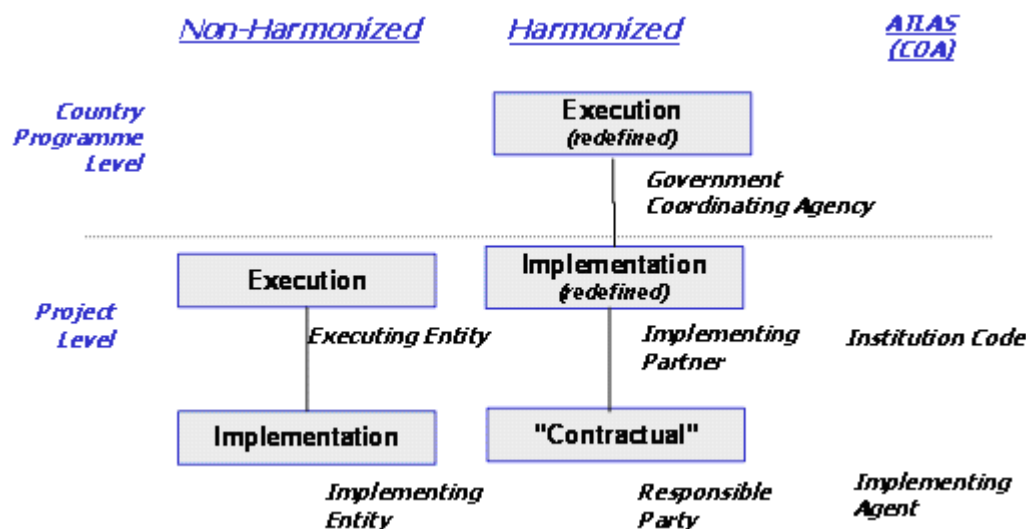 Non-Harmonized Harmonized ATLAS
(COA)
Country
Programme
Level
Execution
(redefined)
Government
Coordinating Agency
Project
Level
Execution
Implementation
(redefined)
Executing Entity
Implementing
Partner
Institution Code
Implementation
"Contractual"
Implementing
Entity
Responsible
Party
Implementing
Agent